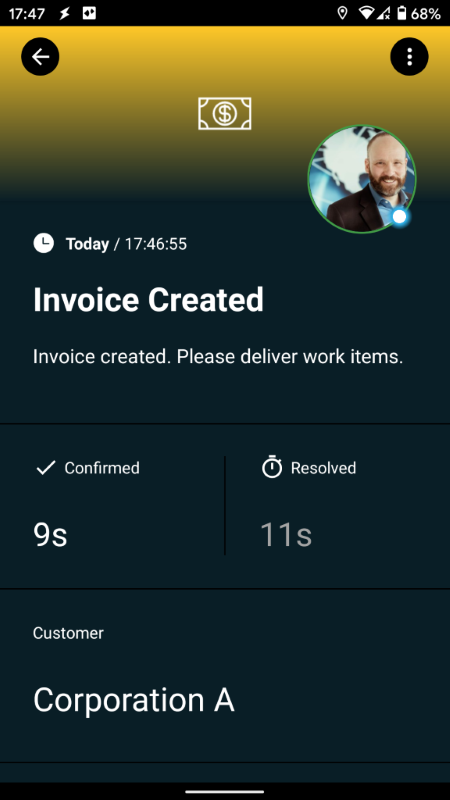 17:47
68%
Today / 17:46:55
Invoice Created
Invoice created. Please deliver work items.
Confirmed
Resolved
9s
11s
Customer
Corporation A